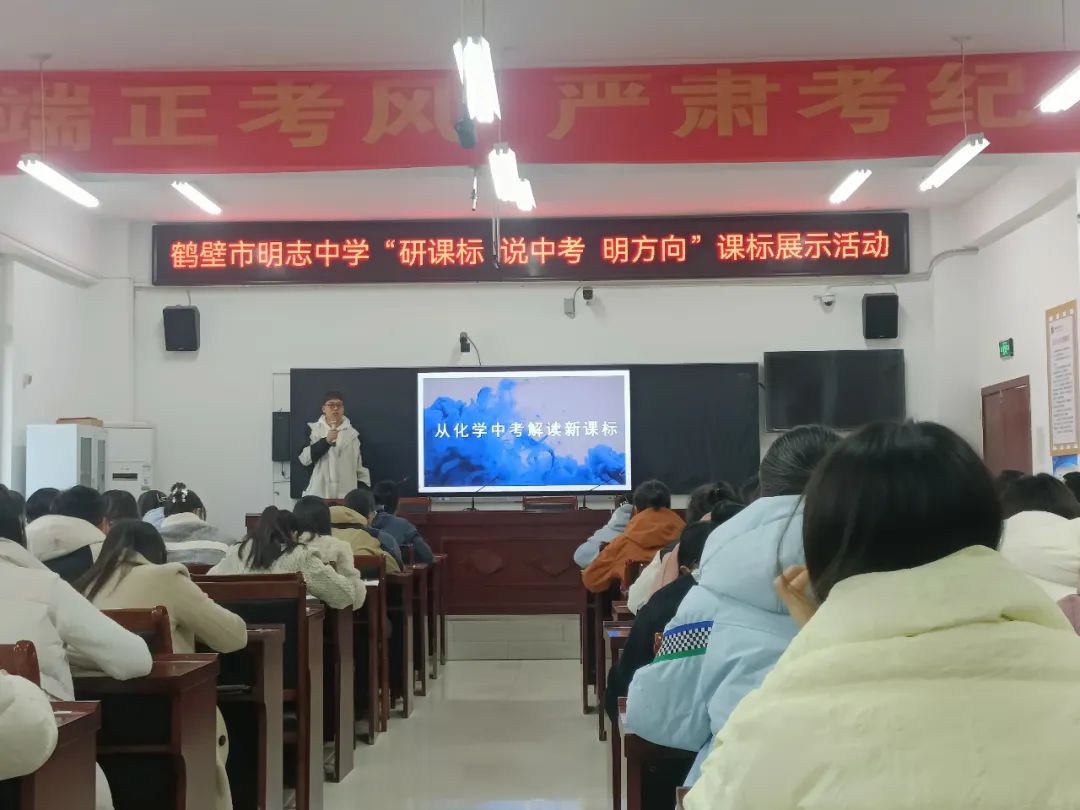 端正考风 严肃考纪
鹤壁市明志中学“研课标 说中考 明方向”课标展示活动
从化学中考解读新课标